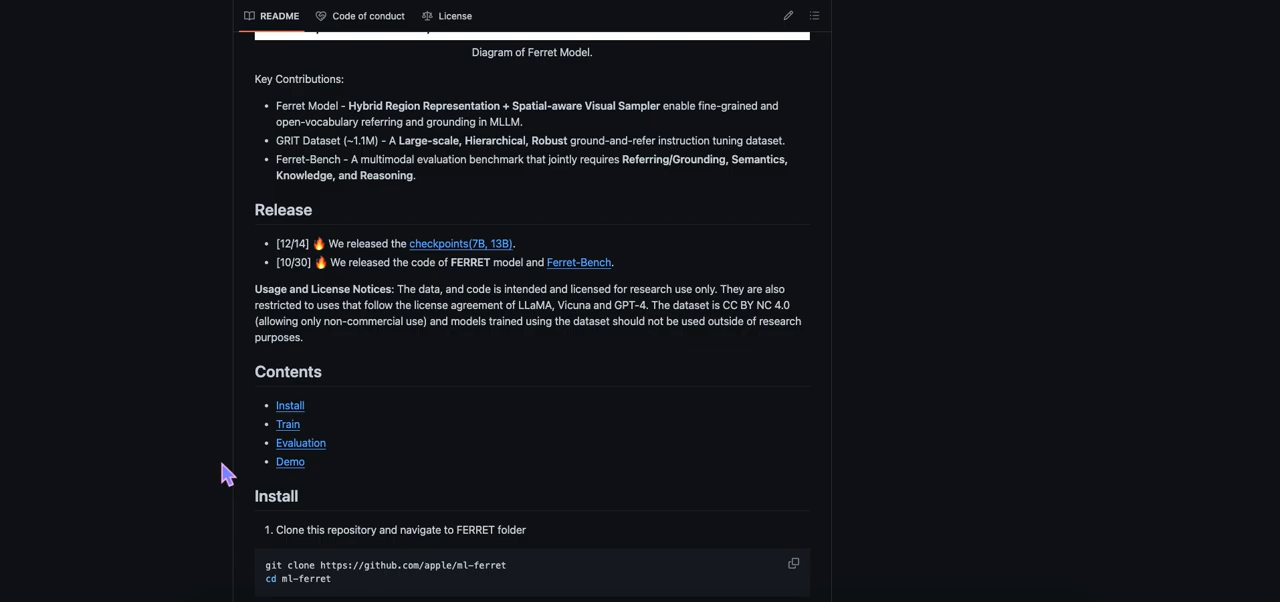 README
Code of conduct
License
Diagram of Ferret Model.
Key Contributions:
• Ferret Model - Hybrid Region Representation + Spatial-aware Visual Sampler enable fine-grained and
open-vocabulary referring and grounding in MLLM.
• GRIT Dataset (~1.1M) - A Large-scale, Hierarchical, Robust ground-and-refer instruction tuning dataset.
• Ferret-Bench - A multimodal evaluation benchmark that jointly requires Referring/Grounding, Semantics,
Knowledge, and Reasoning.
Release
• [12/14] 🔥 We released the checkpoints(7B, 13B).
• [10/30] 🔥 We released the code of FERRET model and Ferret-Bench.
Usage and License Notices: The data, and code is intended and licensed for research use only. They are also
restricted to uses that follow the license agreement of LLaMA, Vicuna and GPT-4. The dataset is CC BY NC 4.0
(allowing only non-commercial use) and models trained using the dataset should not be used outside of research
purposes.
Contents
• Install
• Train
• Evaluation
• Demo
Install
1. Clone this repository and navigate to FERRET folder
git clone https://github.com/apple/ml-ferret
cd ml-ferret